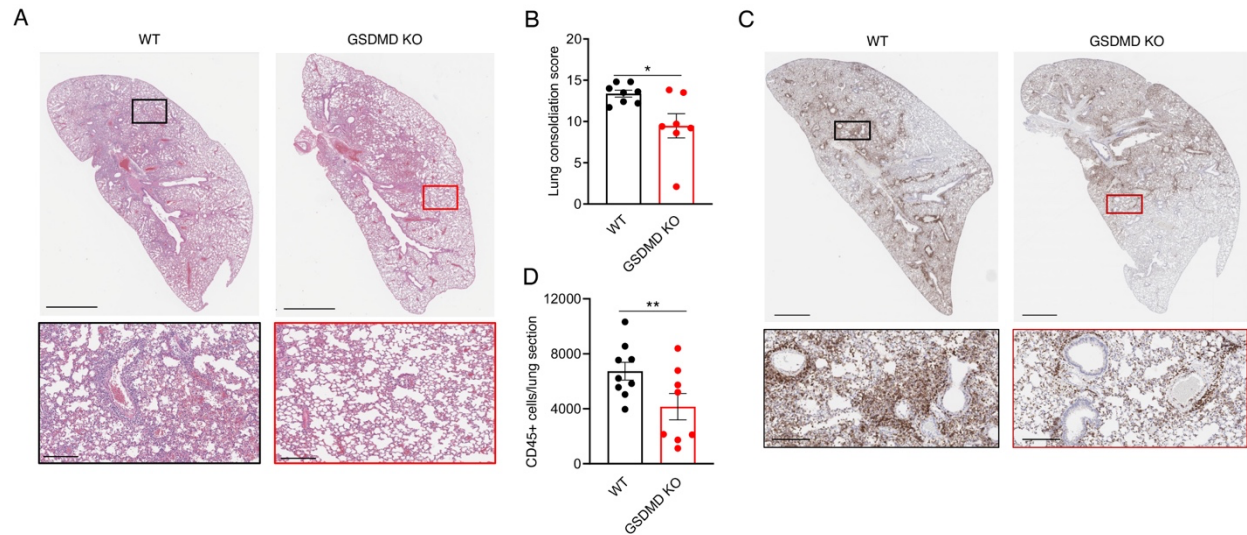 A
WT
GSDMD KO
B
Lung consoldiation score
20
15
10
5
0
*
WT
GSDMD KO
C
WT
GSDMD KO
D
CD45+ cells/lung section
12000
8000
4000
0
**
WT
GSDMD KO